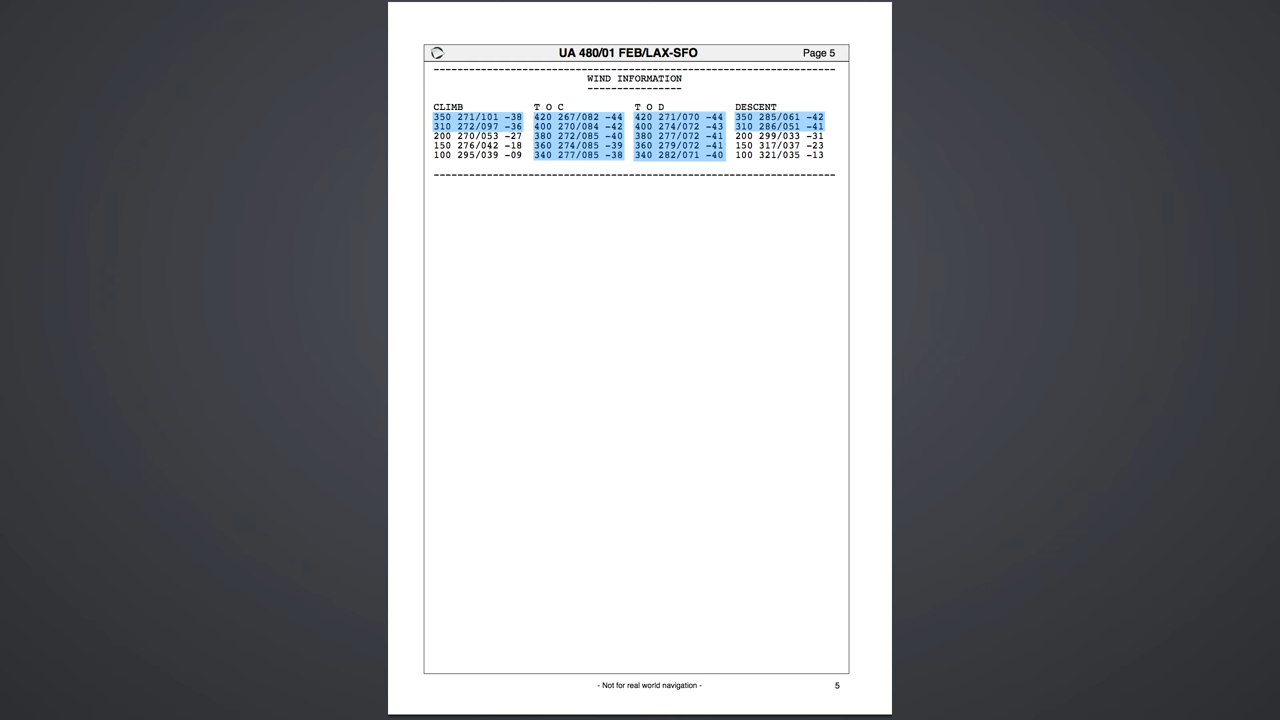 UA 480/01 FEB/LAX-SFO Page 5
--------------------------------------------------------------------
WIND INFORMATION
----------------
CLIMB T O C T O D DESCENT
350 271/101 -38 420 267/082 -44 420 271/070 -44 350 285/061 -42
310 272/097 -36 400 270/084 -42 400 274/072 -43 310 286/051 -41
200 270/053 -27 380 272/085 -40 380 277/072 -41 200 299/033 -31
150 276/042 -18 360 274/085 -39 360 279/072 -41 150 317/037 -23
100 295/039 -09 340 277/085 -38 340 282/071 -40 100 321/035 -13
--------------------------------------------------------------------
- Not for real world navigation - 5